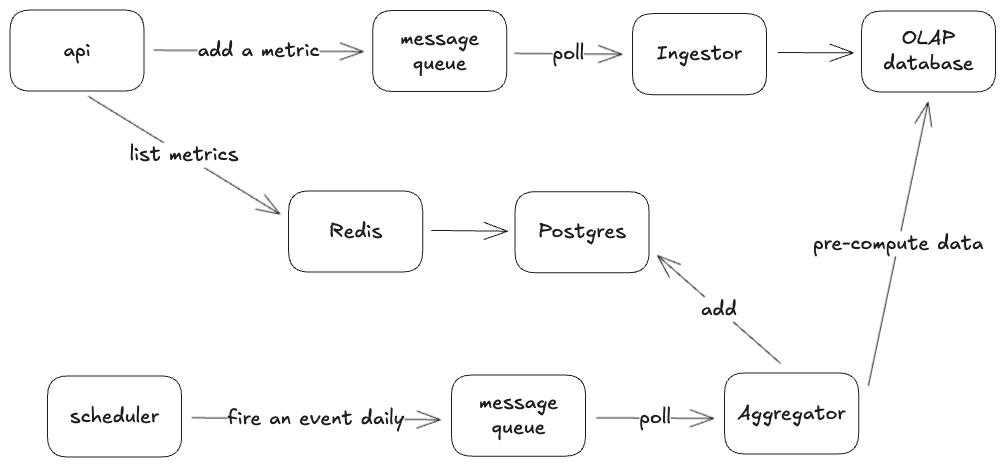 api
add a metric
message
queue
poll
Ingestor
OLAP
database
list metrics
Redis
Postgres
pre-compute data
add
scheduler
fire an event daily
message
queue
poll
Aggregator